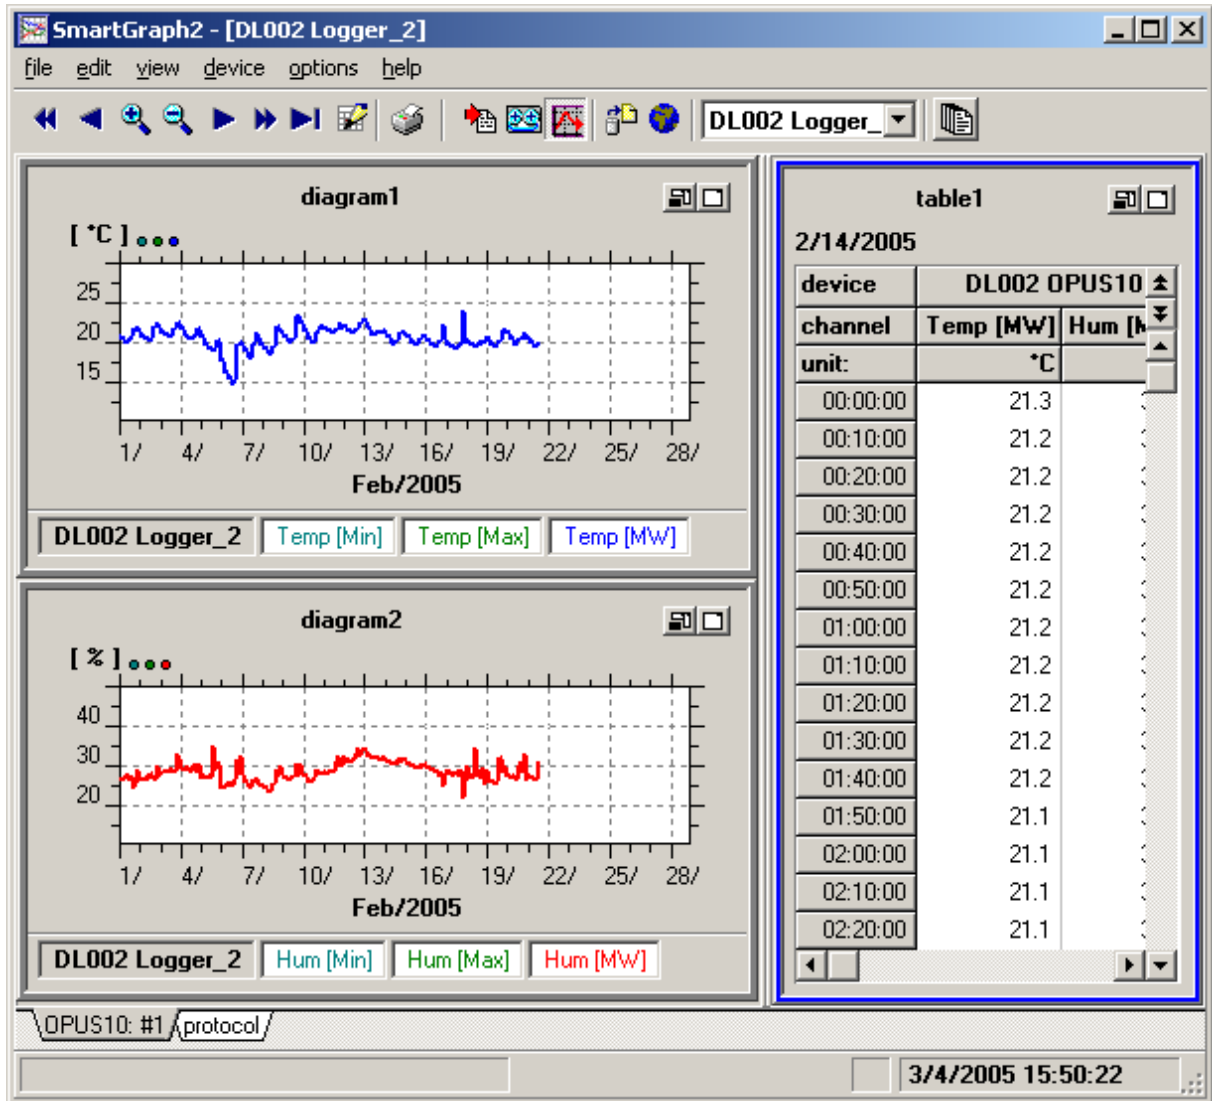 SmartGraph2 - [DL002 Logger_2]
file edit view device options help
DL002 Logger_
diagram1
[ °C ]
25
20
15
1/ 4/ 7/ 10/ 13/ 16/ 19/ 22/ 25/ 28/
Feb/2005
DL002 Logger_2 Temp [Min] Temp [Max] Temp [MW]
diagram2
[ % ]
40
30
20
1/ 4/ 7/ 10/ 13/ 16/ 19/ 22/ 25/ 28/
Feb/2005
DL002 Logger_2 Hum [Min] Hum [Max] Hum [MW]
table1
2/14/2005
device DL002 OPUS10
channel Temp [MW] Hum
unit: °C
00:00:00 21.3
00:10:00 21.2
00:20:00 21.2
00:30:00 21.2
00:40:00 21.2
00:50:00 21.2
01:00:00 21.2
01:10:00 21.2
01:20:00 21.2
01:30:00 21.2
01:40:00 21.2
01:50:00 21.1
02:00:00 21.1
02:10:00 21.1
02:20:00 21.1
OPUS10: #1 protocol
3/4/2005 15:50:22